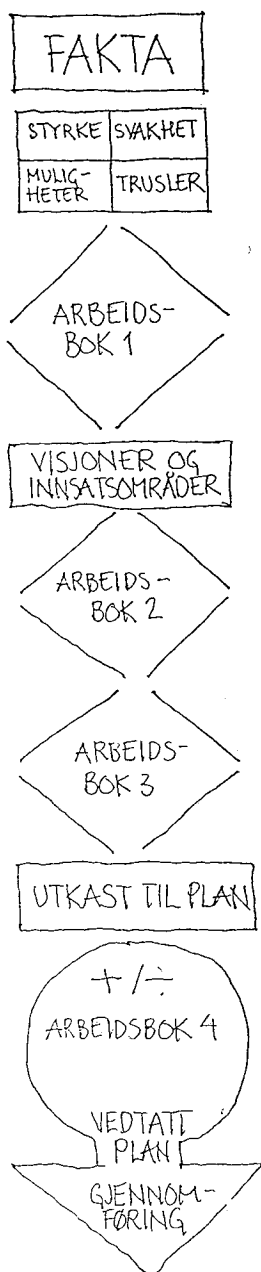 FAKTA
STYRKE SVAKHET
MULIG- TRUSLER
HETER
ARBEIDS-
BOK 1
VISJONER OG
INNSATSOMRÅDER
ARBEIDS-
BOK 2
ARBEIDS-
BOK 3
UTKAST TIL PLAN
+/÷
ARBEIDSBOK 4
VEDTATT
PLAN
GJENNOM-
FØRING